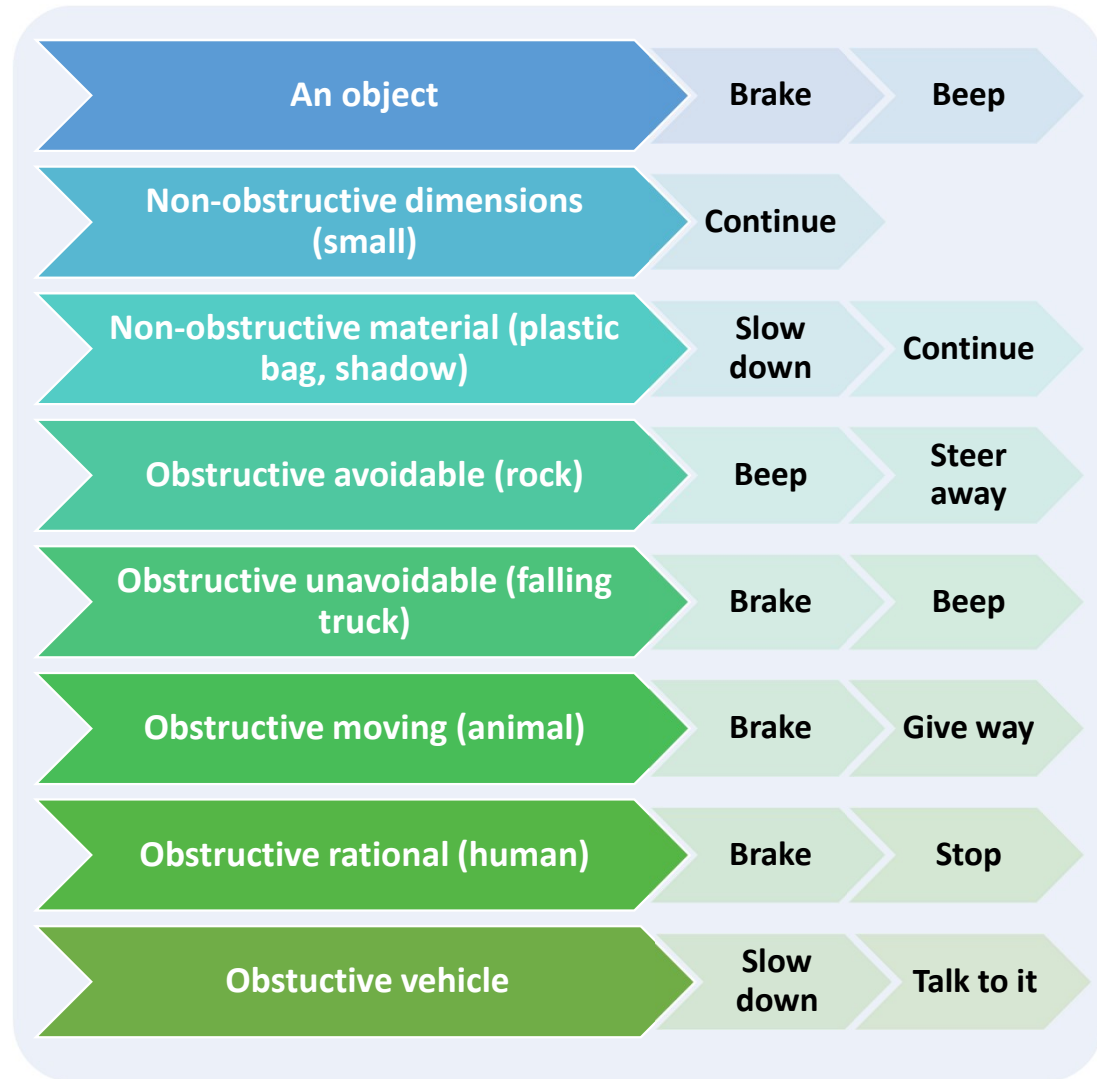 An object
Brake
Beep
Non-obstructive dimensions
(small)
Continue
Non-obstructive material (plastic
bag, shadow)
Slow
down
Continue
Obstructive avoidable (rock)
Beep
Steer
away
Obstructive unavoidable (falling
truck)
Brake
Beep
Obstructive moving (animal)
Brake
Give way
Obstructive rational (human)
Brake
Stop
Obstuctive vehicle
Slow
down
Talk to it